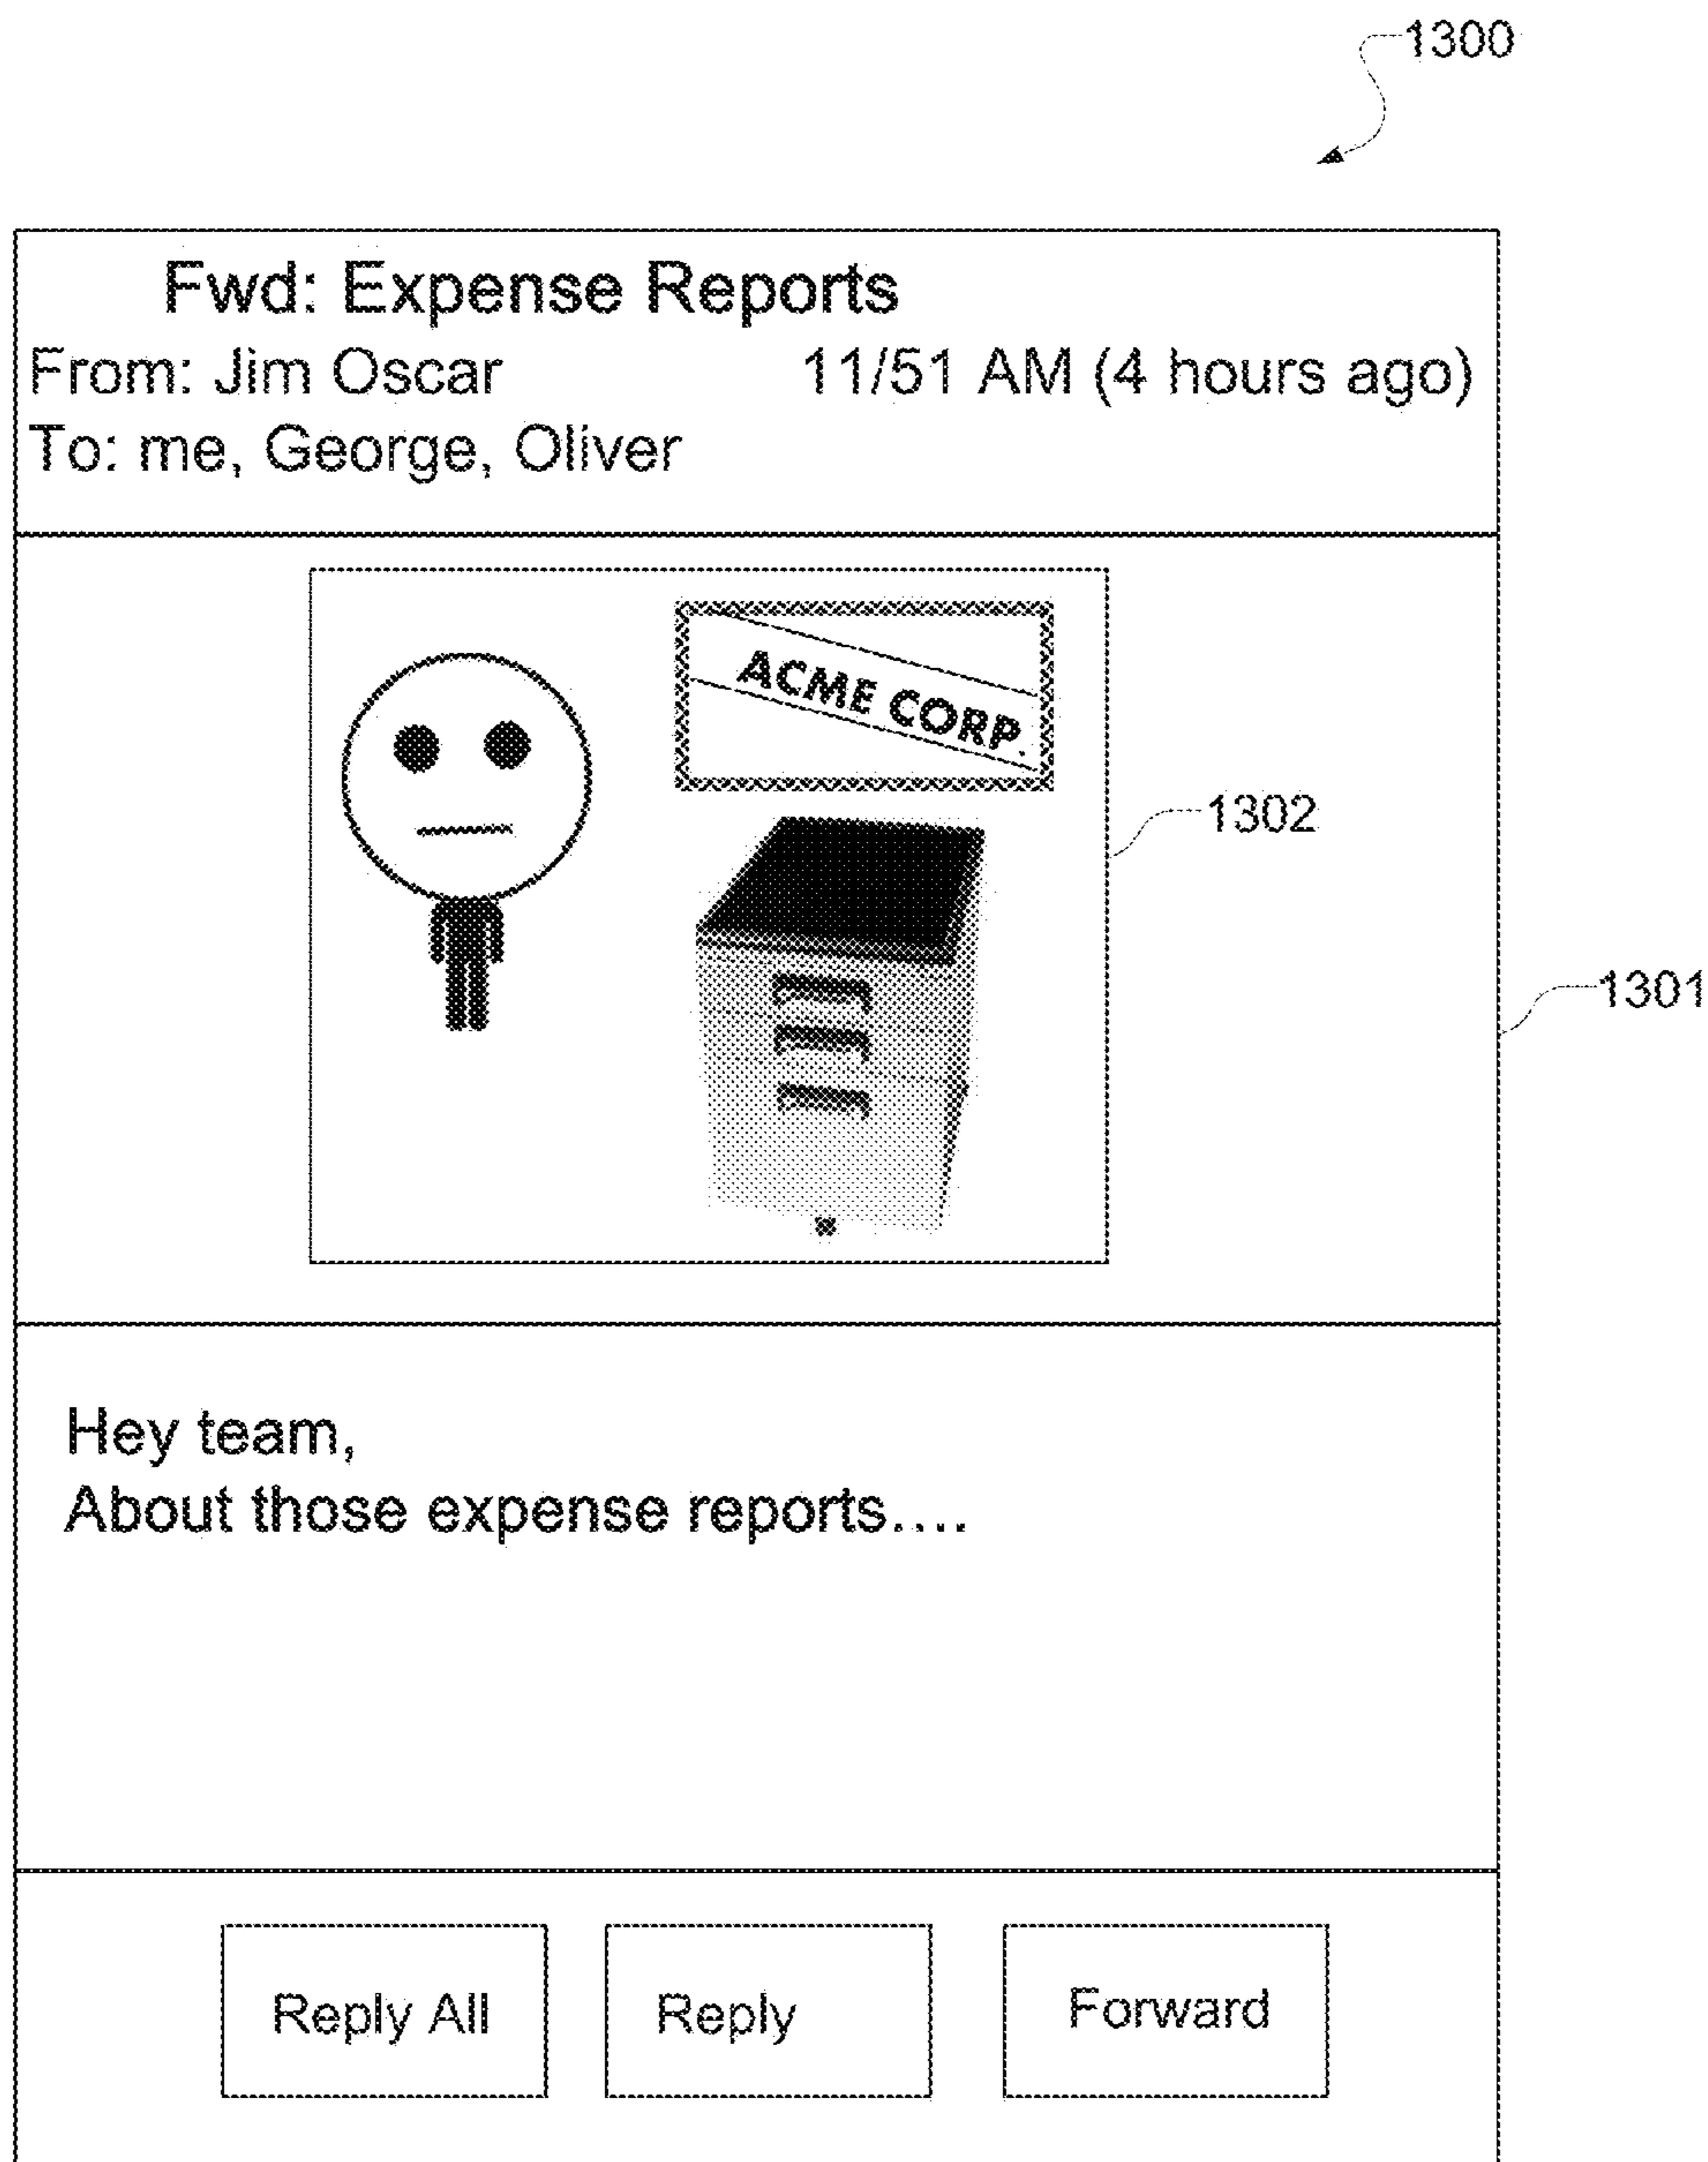 1300
Fwd: Expense Reports
From: Jim Oscar 11/51 AM (4 hours ago)
To: me, George, Oliver
ACME CORP.
1302
1301
Hey team,
About those expense reports....
Reply All Reply Forward